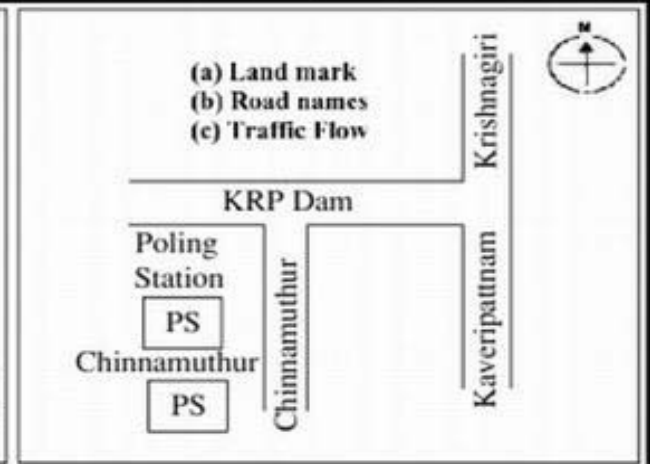 M
(a) Land mark
(b) Road names
(c) Traffic Flow
Krishnagiri
KRP Dam
Poling
Station
PS
Chinnamuthur
PS
Chinnamuthur
Kaveripattnam